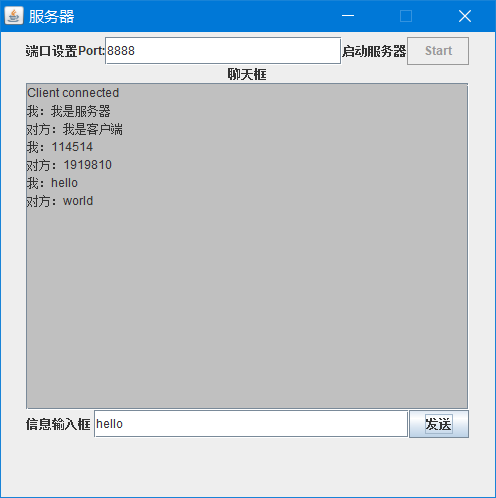 服务器
端口设置Port: 8888 启动服务器 Start
聊天框
Client connected
我：我是服务器
对方：我是客户端
我：114514
对方：1919810
我：hello
对方：world
信息输入框 hello 发送